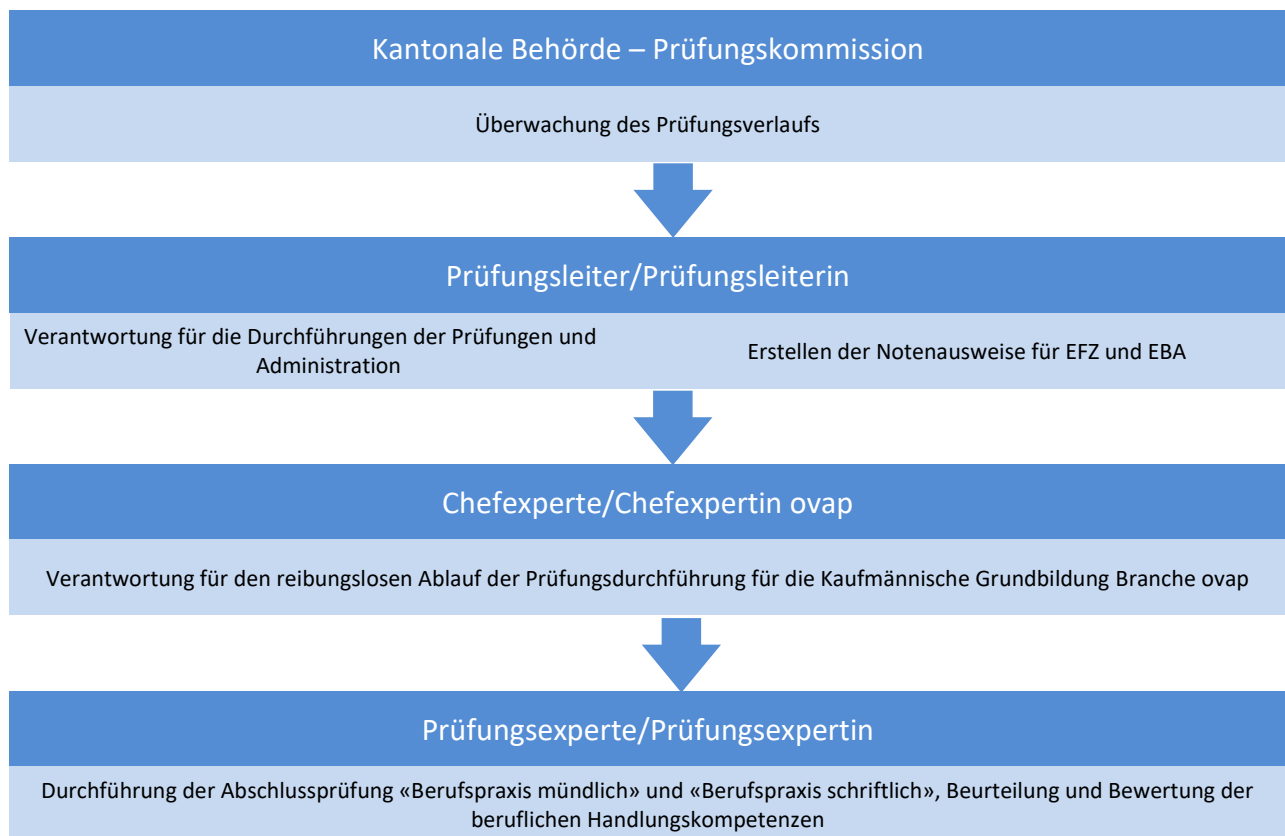 Kantonale Behörde – Prüfungskommission
Überwachung des Prüfungsverlaufs
Prüfungsleiter/Prüfungsleiterin
Verantwortung für die Durchführungen der Prüfungen und
Administration
Erstellen der Notenausweise für EFZ und EBA
Chefexperte/Chefexpertin ovap
Verantwortung für den reibungslosen Ablauf der Prüfungsdurchführung für die Kaufmännische Grundbildung Branche ovap
Prüfungsexperte/Prüfungsexpertin
Durchführung der Abschlussprüfung «Berufspraxis mündlich» und «Berufspraxis schriftlich», Beurteilung und Bewertung der
beruflichen Handlungskompetenzen